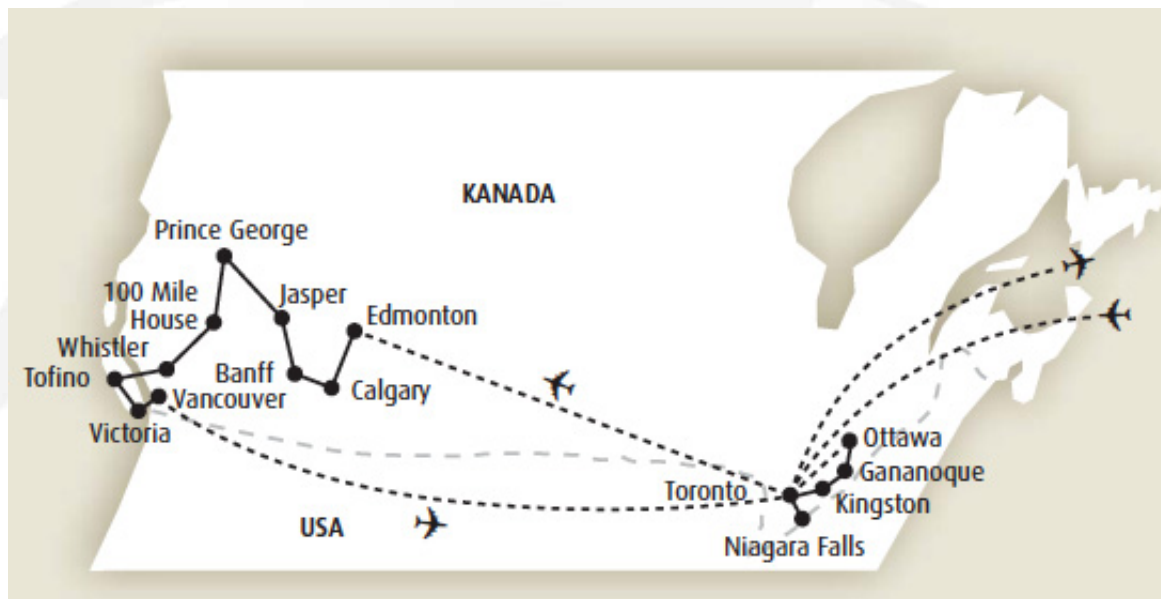 KANADA
Prince George
100 Mile
House
Jasper
Edmonton
Whistler
Tofino
Banff
Vancouver
Calgary
Victoria
Ottawa
Gananoque
Toronto
Kingston
USA
Niagara Falls